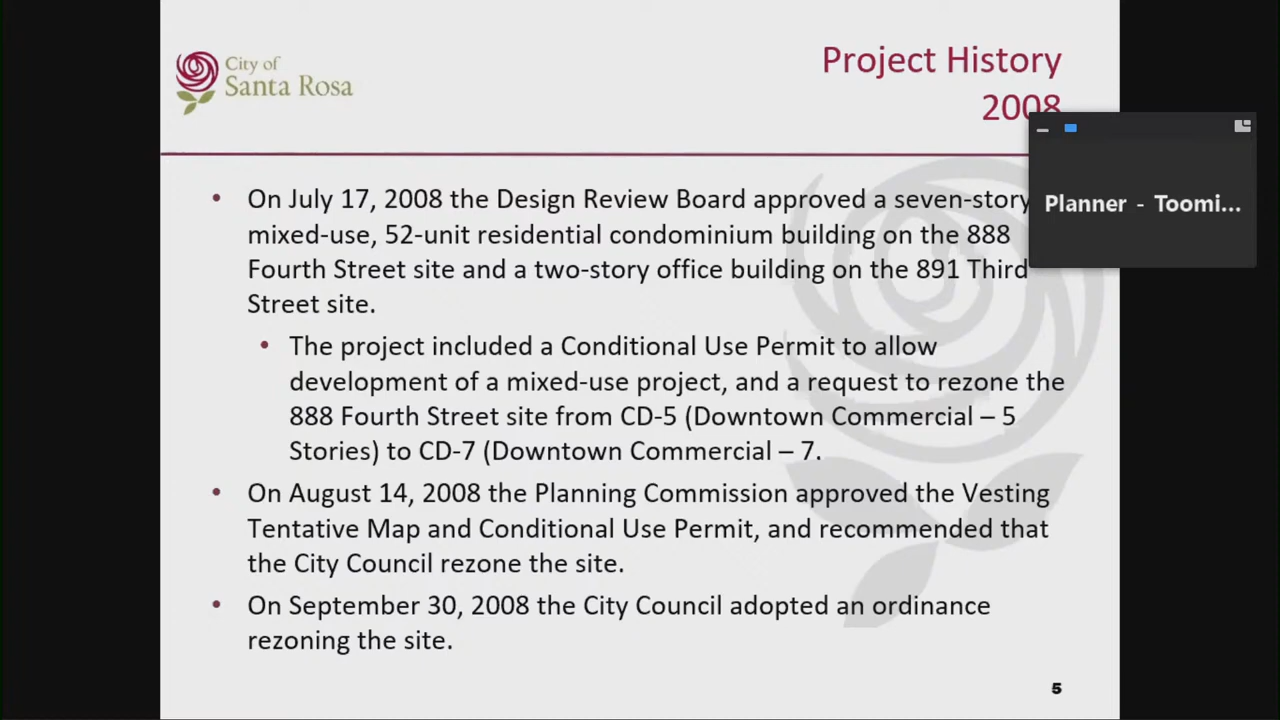 City of
Santa Rosa
Project History
2008
Planner - Toomi...
• On July 17, 2008 the Design Review Board approved a seven-story
mixed-use, 52-unit residential condominium building on the 888
Fourth Street site and a two-story office building on the 891 Third
Street site.
• The project included a Conditional Use Permit to allow
development of a mixed-use project, and a request to rezone the
888 Fourth Street site from CD-5 (Downtown Commercial – 5
Stories) to CD-7 (Downtown Commercial – 7.
• On August 14, 2008 the Planning Commission approved the Vesting
Tentative Map and Conditional Use Permit, and recommended that
the City Council rezone the site.
• On September 30, 2008 the City Council adopted an ordinance
rezoning the site.
5